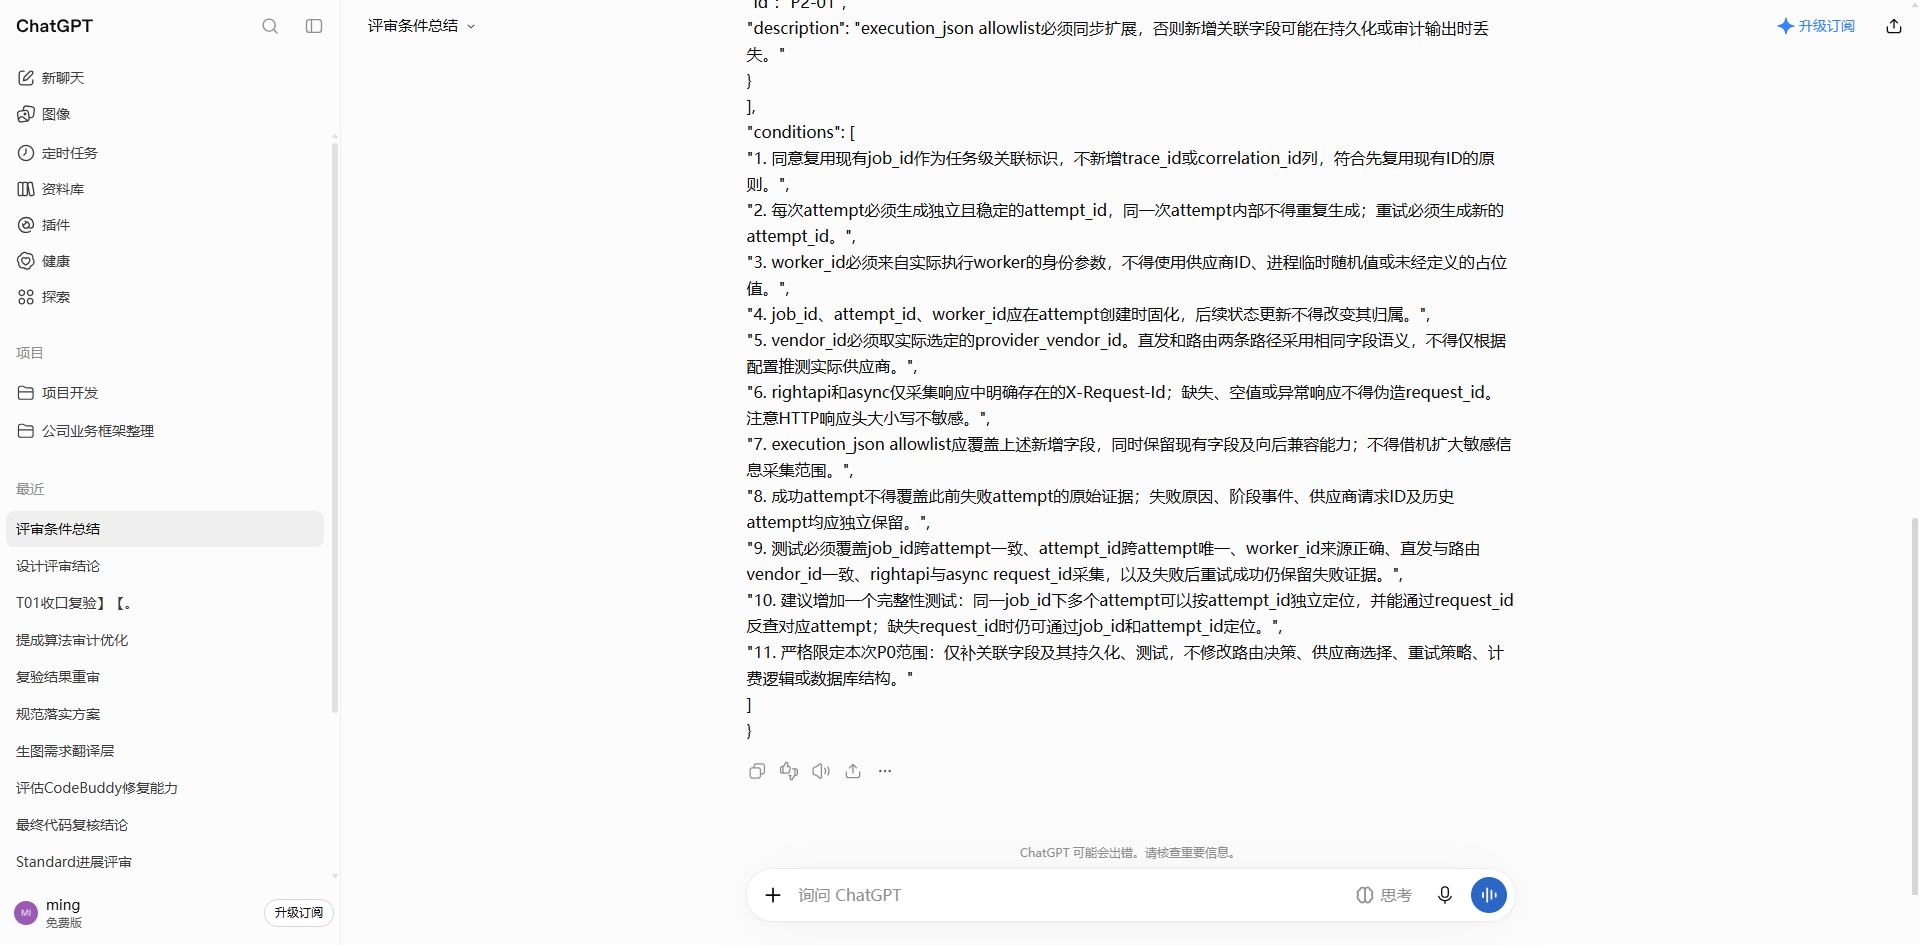 ChatGPT
新聊天
图像
定时任务
资料库
插件
健康
探索
项目
项目开发
公司业务框架整理
最近
评审条件总结
设计评审结论
T01收口复验】【。
提成算法审计优化
复验结果重审
规范落实方案
生图需求翻译层
评估CodeBuddy修复能力
最终代码复核结论
Standard进展评审
MI
ming
免费版
升级订阅
评审条件总结
升级订阅
"id": "P2-01",
"description": "execution_json allowlist必须同步扩展，否则新增关联字段可能在持久化或审计输出时丢
失。"
}
],
"conditions": [
"1. 同意复用现有job_id作为任务级关联标识，不新增trace_id或correlation_id列，符合先复用现有ID的原
则。",
"2. 每次attempt必须生成独立且稳定的attempt_id，同一次attempt内部不得重复生成；重试必须生成新的
attempt_id。",
"3. worker_id必须来自实际执行worker的身份参数，不得使用供应商ID、进程临时随机值或未经定义的占位
值。",
"4. job_id、attempt_id、worker_id应在attempt创建时固化，后续状态更新不得改变其归属。",
"5. vendor_id必须取实际选定的provider_vendor_id。直发和路由两条路径采用相同字段语义，不得仅根据
配置推测实际供应商。",
"6. rightapi和async仅采集响应中明确存在的X-Request-Id；缺失、空值或异常响应不得伪造request_id。
注意HTTP响应头大小写不敏感。",
"7. execution_json allowlist应覆盖上述新增字段，同时保留现有字段及向后兼容能力；不得借机扩大敏感信
息采集范围。",
"8. 成功attempt不得覆盖此前失败attempt的原始证据；失败原因、阶段事件、供应商请求ID及历史
attempt均应独立保留。",
"9. 测试必须覆盖job_id跨attempt一致、attempt_id跨attempt唯一、worker_id来源正确、直发与路由
vendor_id一致、rightapi与async request_id采集，以及失败后重试成功仍保留失败证据。",
"10. 建议增加一个完整性测试：同一job_id下多个attempt可以按attempt_id独立定位，并能通过request_id
反查对应attempt；缺失request_id时仍可通过job_id和attempt_id定位。",
"11. 严格限定本次P0范围：仅补关联字段及其持久化、测试，不修改路由决策、供应商选择、重试策略、计
费逻辑或数据库结构。"
]
}
ChatGPT 可能会出错。请核查重要信息。
询问 ChatGPT
思考